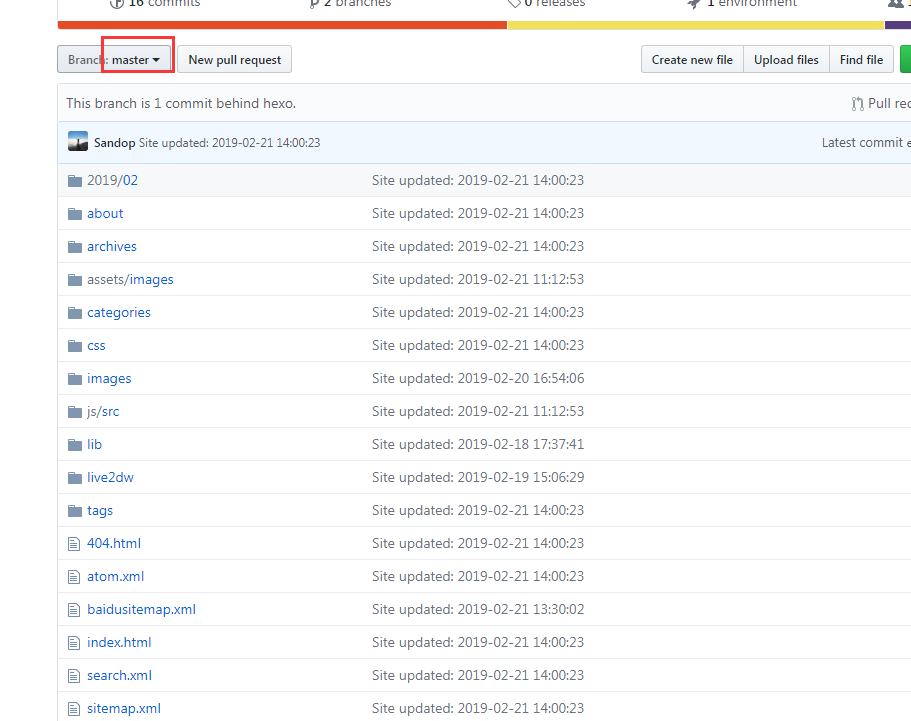 16 commits 2 branches 0 releases 1 environment
Branch: master New pull request Create new file Upload files Find file
This branch is 1 commit behind hexo. Pull
Sandop Site updated: 2019-02-21 14:00:23 Latest commit
2019/02 Site updated: 2019-02-21 14:00:23
about Site updated: 2019-02-21 14:00:23
archives Site updated: 2019-02-21 14:00:23
assets/images Site updated: 2019-02-21 11:12:53
categories Site updated: 2019-02-21 14:00:23
css Site updated: 2019-02-21 14:00:23
images Site updated: 2019-02-20 16:54:06
js/src Site updated: 2019-02-21 11:12:53
lib Site updated: 2019-02-18 17:37:41
live2dw Site updated: 2019-02-19 15:06:29
tags Site updated: 2019-02-21 14:00:23
404.html Site updated: 2019-02-21 14:00:23
atom.xml Site updated: 2019-02-21 14:00:23
baidusitemap.xml Site updated: 2019-02-21 13:30:02
index.html Site updated: 2019-02-21 14:00:23
search.xml Site updated: 2019-02-21 14:00:23
sitemap.xml Site updated: 2019-02-21 14:00:23